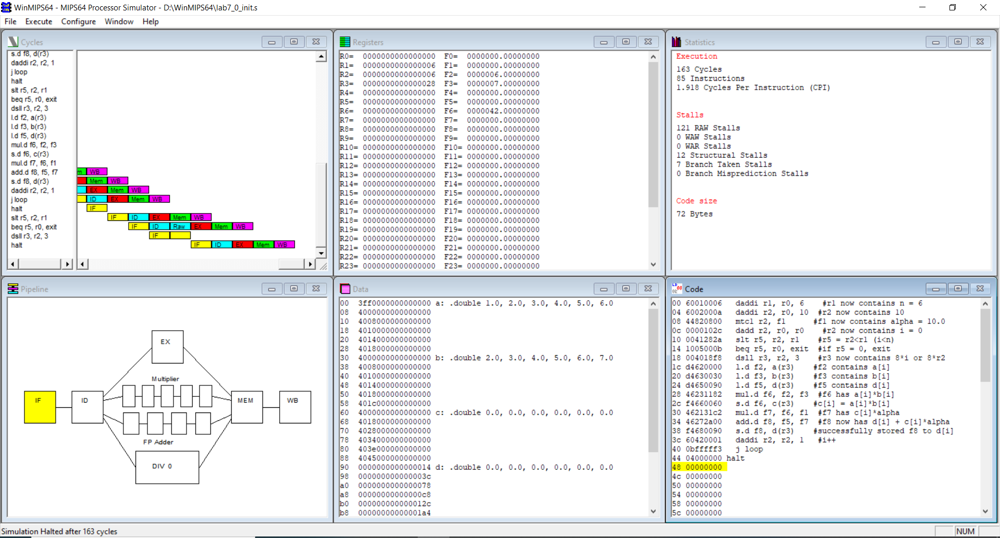 WinMIPS64 - MIPS64 Processor Simulator - D:\WinMIPS64\lab7_0_init.s
File Execute Configure Window Help
Cycles
s.d f8, d(r3)
daddi r2, r2, 1
j loop
halt
slt r5, r2, r1
beq r5, r0, exit
dsll r3, r2, 3
l.d f2, a(r3)
l.d f3, b(r3)
l.d f5, d(r3)
mul.d f6, f2, f3
s.d f6, c(r3)
mul.d f7, f6, f1
add.d f8, f5, f7
s.d f8, d(r3)
daddi r2, r2, 1
j loop
halt
slt r5, r2, r1
beq r5, r0, exit
dsll r3, r2, 3
halt
m WB
Mem WB
EX Mem WB
ID EX Mem WB
IF
IF ID EX Mem WB
IF ID Raw EX Mem WB
IF
IF ID EX Mem WB
Registers
R0= 0000000000000000 F0= 0000000.00000000
R1= 0000000000000006 F1= 0000000.00000000
R2= 0000000000000006 F2= 0000006.00000000
R3= 0000000000000028 F3= 0000007.00000000
R4= 0000000000000000 F4= 0000000.00000000
R5= 0000000000000000 F5= 0000000.00000000
R6= 0000000000000000 F6= 0000042.00000000
R7= 0000000000000000 F7= 0000000.00000000
R8= 0000000000000000 F8= 0000000.00000000
R9= 0000000000000000 F9= 0000000.00000000
R10= 0000000000000000 F10= 0000000.00000000
R11= 0000000000000000 F11= 0000000.00000000
R12= 0000000000000000 F12= 0000000.00000000
R13= 0000000000000000 F13= 0000000.00000000
R14= 0000000000000000 F14= 0000000.00000000
R15= 0000000000000000 F15= 0000000.00000000
R16= 0000000000000000 F16= 0000000.00000000
R17= 0000000000000000 F17= 0000000.00000000
R18= 0000000000000000 F18= 0000000.00000000
R19= 0000000000000000 F19= 0000000.00000000
R20= 0000000000000000 F20= 0000000.00000000
R21= 0000000000000000 F21= 0000000.00000000
R22= 0000000000000000 F22= 0000000.00000000
R23= 0000000000000000 F23= 0000000.00000000
Statistics
Execution
163 Cycles
85 Instructions
1.918 Cycles Per Instruction (CPI)
Stalls
121 RAW Stalls
0 WAW Stalls
0 WAR Stalls
12 Structural Stalls
7 Branch Taken Stalls
0 Branch Misprediction Stalls
Code size
72 Bytes
Pipeline
EX
Multiplier
IF
ID
MEM
WB
FP Adder
DIV 0
Data
00 3ff0000000000000 a: .double 1.0, 2.0, 3.0, 4.0, 5.0, 6.0
08 4000000000000000
10 4008000000000000
18 4010000000000000
20 4014000000000000
28 4018000000000000
30 4000000000000000 b: .double 2.0, 3.0, 4.0, 5.0, 6.0, 7.0
38 4008000000000000
40 4010000000000000
48 4014000000000000
50 4018000000000000
58 401c000000000000
60 4000000000000000 c: .double 0.0, 0.0, 0.0, 0.0, 0.0, 0.0
68 4018000000000000
70 4028000000000000
78 4034000000000000
80 403e000000000000
88 4045000000000000
90 0000000000000014 d: .double 0.0, 0.0, 0.0, 0.0, 0.0, 0.0
98 000000000000003c
a0 0000000000000078
a8 00000000000000c8
b0 000000000000012c
b8 00000000000001a4
Code
00 60010006 daddi r1, r0, 6 #r1 now contains n = 6
04 6002000a daddi r2, r0, 10 #r2 now contains 10
08 44820800 mtc1 r2, f1 #f1 now contains alpha = 10.0
0c 0000102c dadd r2, r0, r0 #r2 now contains i = 0
10 0041282a slt r5, r2, r1 #r5 = r2<r1 (i<n)
14 1005000b beq r5, r0, exit #if r5 = 0, exit
18 004018f8 dsll r3, r2, 3 #r3 now contains 8*i or 8*r2
1c d4620000 l.d f2, a(r3) #f2 contains a[i]
20 d4630030 l.d f3, b(r3) #f3 contains b[i]
24 d4650090 l.d f5, d(r3) #f5 contains d[i]
28 46231182 mul.d f6, f2, f3 #f6 has a[i]*b[i]
2c f4660060 s.d f6, c(r3) #c[i] = a[i]*b[i]
30 462131c2 mul.d f7, f6, f1 #f7 has c[i]*alpha
34 46272a00 add.d f8, f5, f7 #f8 now has d[i] + c[i]*alpha
38 f4680090 s.d f8, d(r3) #successfully stored f8 to d[i]
3c 60420001 daddi r2, r2, 1 #i++
40 0bfffff3 j loop
44 04000000 halt
48 00000000
4c 00000000
50 00000000
54 00000000
58 00000000
5c 00000000
Simulation Halted after 163 cycles
NUM